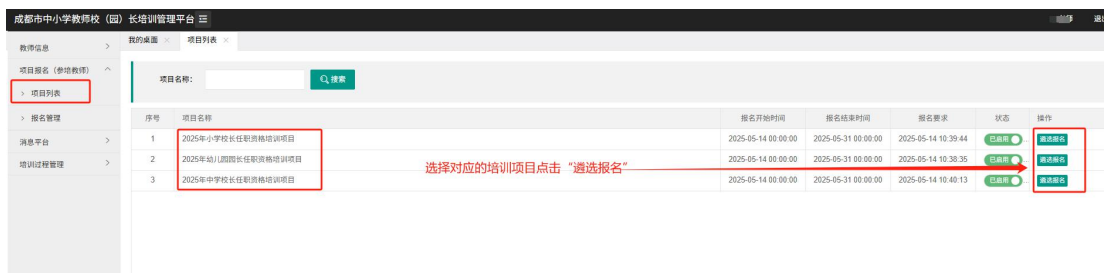 成都市中小学教师校（园）长培训管理平台
退出
教师信息
我的桌面 项目列表
项目报名（参培教师）
项目列表
报名管理
消息平台
培训过程管理
项目名称： 搜索
序号 项目名称 报名开始时间 报名结束时间 报名要求 状态 操作
1 2025年小学校长任职资格培训项目 2025-05-14 00:00:00 2025-05-31 00:00:00 2025-05-14 10:39:44 已启用 遴选报名
2 2025年幼儿园园长任职资格培训项目 2025-05-14 00:00:00 2025-05-31 00:00:00 2025-05-14 10:38:35 已启用 遴选报名
3 2025年中学校长任职资格培训项目 2025-05-14 00:00:00 2025-05-31 00:00:00 2025-05-14 10:40:13 已启用 遴选报名
选择对应的培训项目点击“遴选报名”